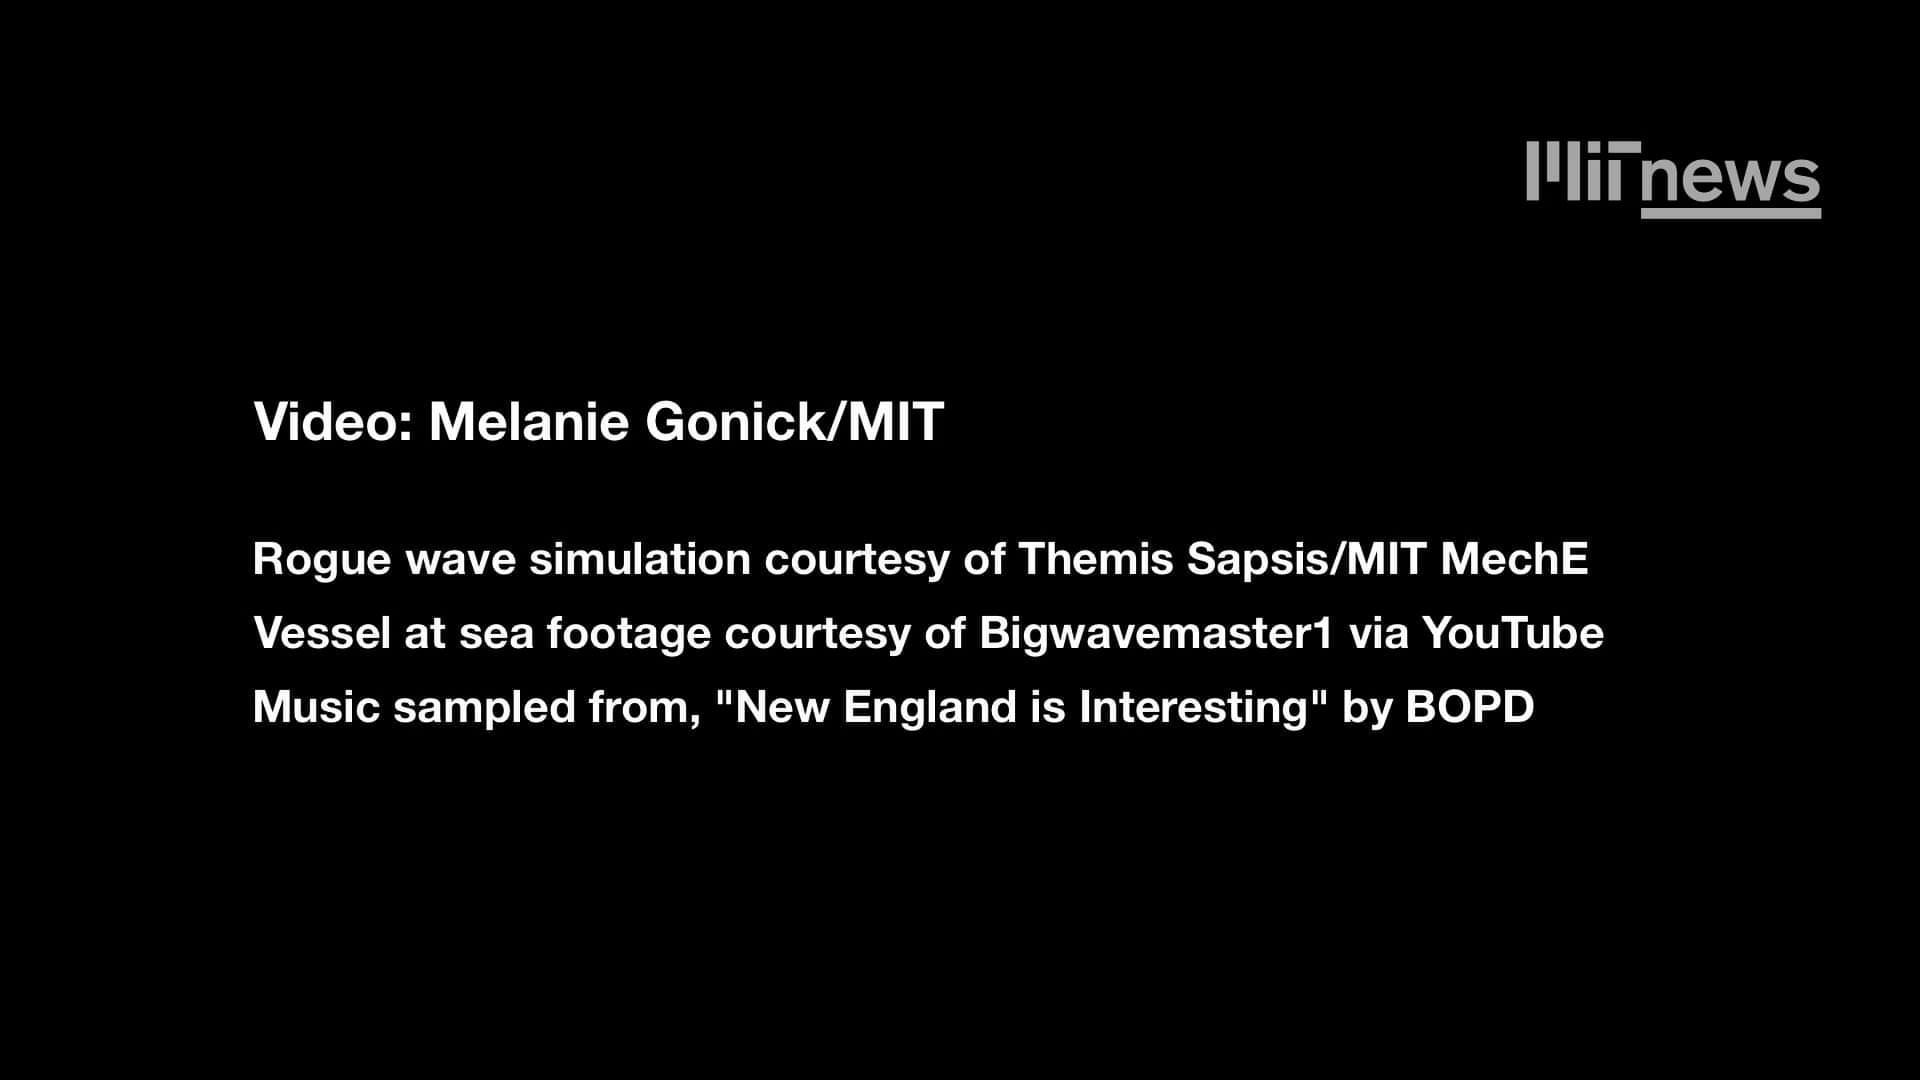 MIT news
Video: Melanie Gonick/MIT
Rogue wave simulation courtesy of Themis Sapsis/MIT MechE
Vessel at sea footage courtesy of Bigwavemaster1 via YouTube
Music sampled from, "New England is Interesting" by BOPD